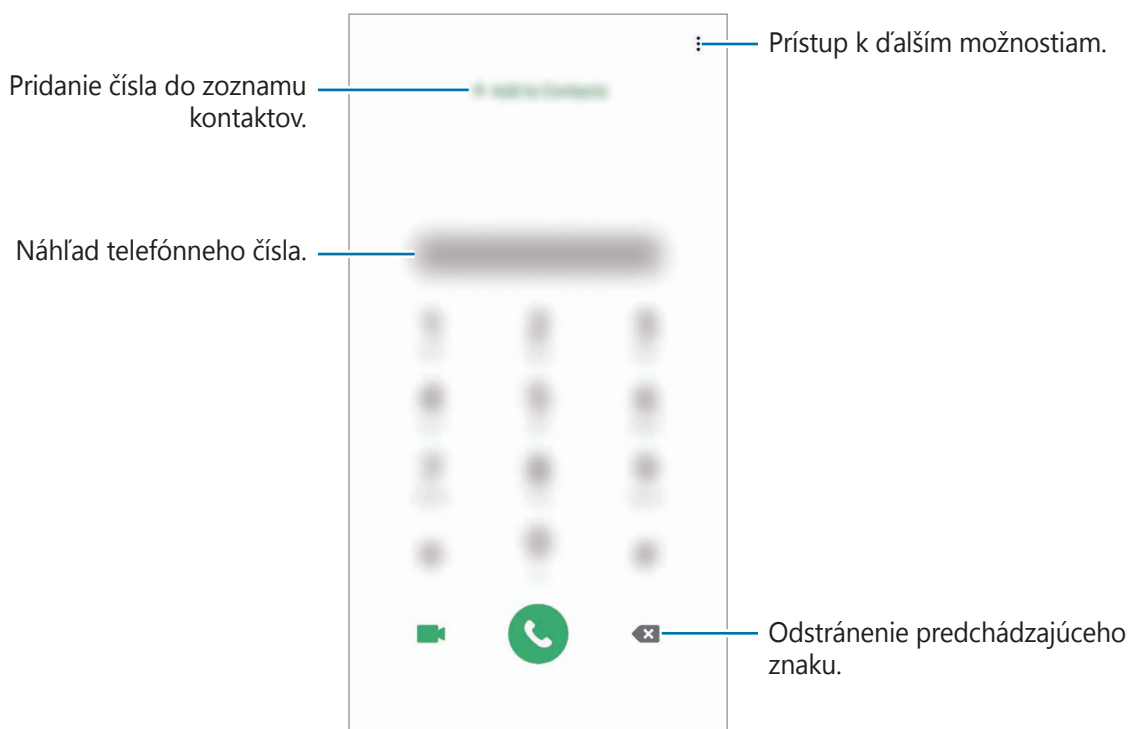 Prístup k ďalším možnostiam.
Pridanie čísla do zoznamu
kontaktov.
Náhľad telefónneho čísla.
Odstránenie predchádzajúceho
znaku.